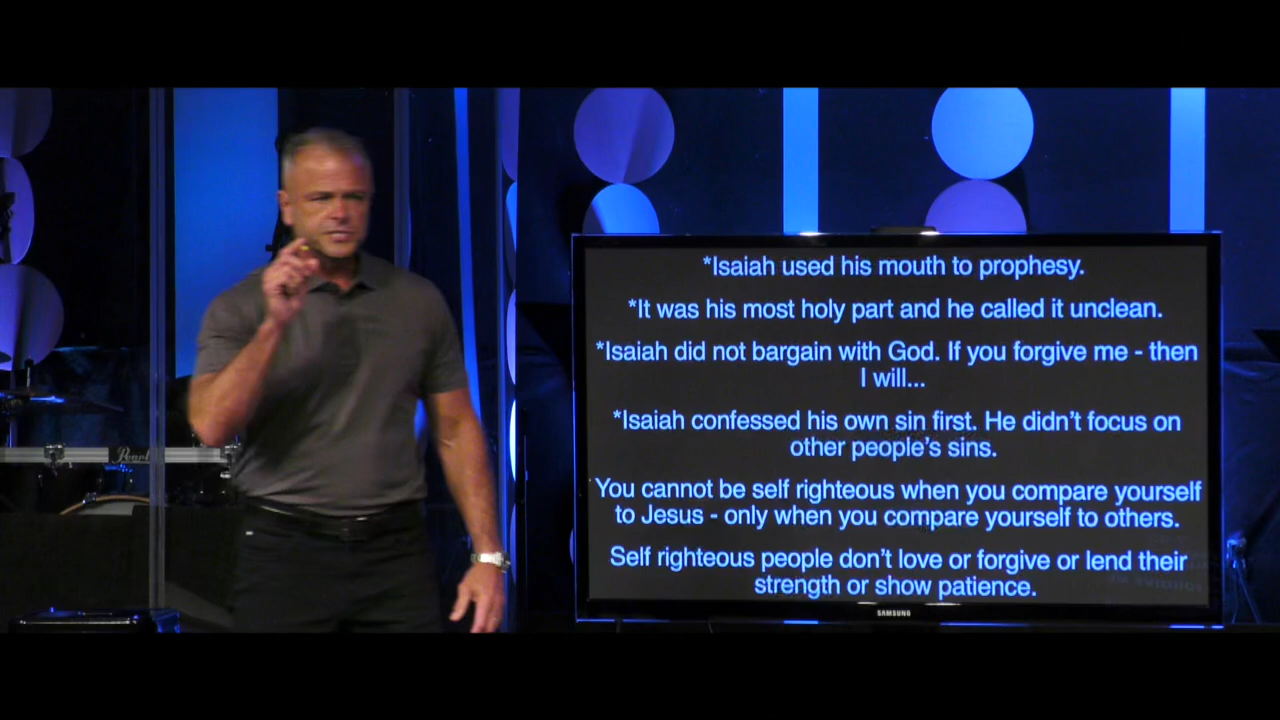 *Isaiah used his mouth to prophesy.
*It was his most holy part and he called it unclean.
*Isaiah did not bargain with God. If you forgive me - then
I will...
*Isaiah confessed his own sin first. He didn't focus on
other people's sins.
You cannot be self righteous when you compare yourself
to Jesus - only when you compare yourself to others.
Self righteous people don't love or forgive or lend their
strength or show patience.
SAMSUNG
Pearl